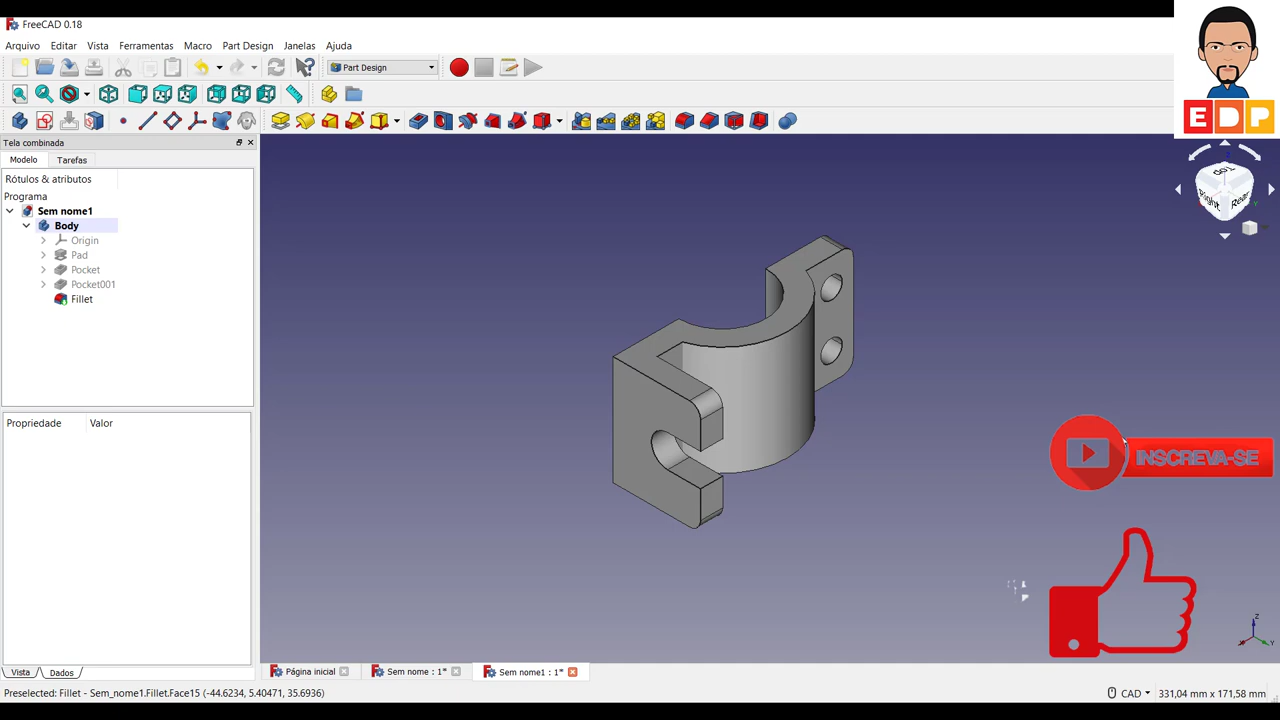 FreeCAD 0.18
Arquivo Editar Vista Ferramentas Macro Part Design Janelas Ajuda
Part Design
EDP
Tela combinada
Modelo Tarefas
Rótulos & atributos
Programa
Sem nome1
Body
Origin
Pad
Pocket
Pocket001
Fillet
Top
Right Rear
INSCREVA-SE
Propriedade Valor
Vista Dados
Página inicial Sem nome : 1* Sem nome1 : 1*
Z
X Y
Preselected: Fillet - Sem_nome1.Fillet.Face15 (-44.6234, 5.40471, 35.6936)
CAD 331,04 mm x 171,58 mm